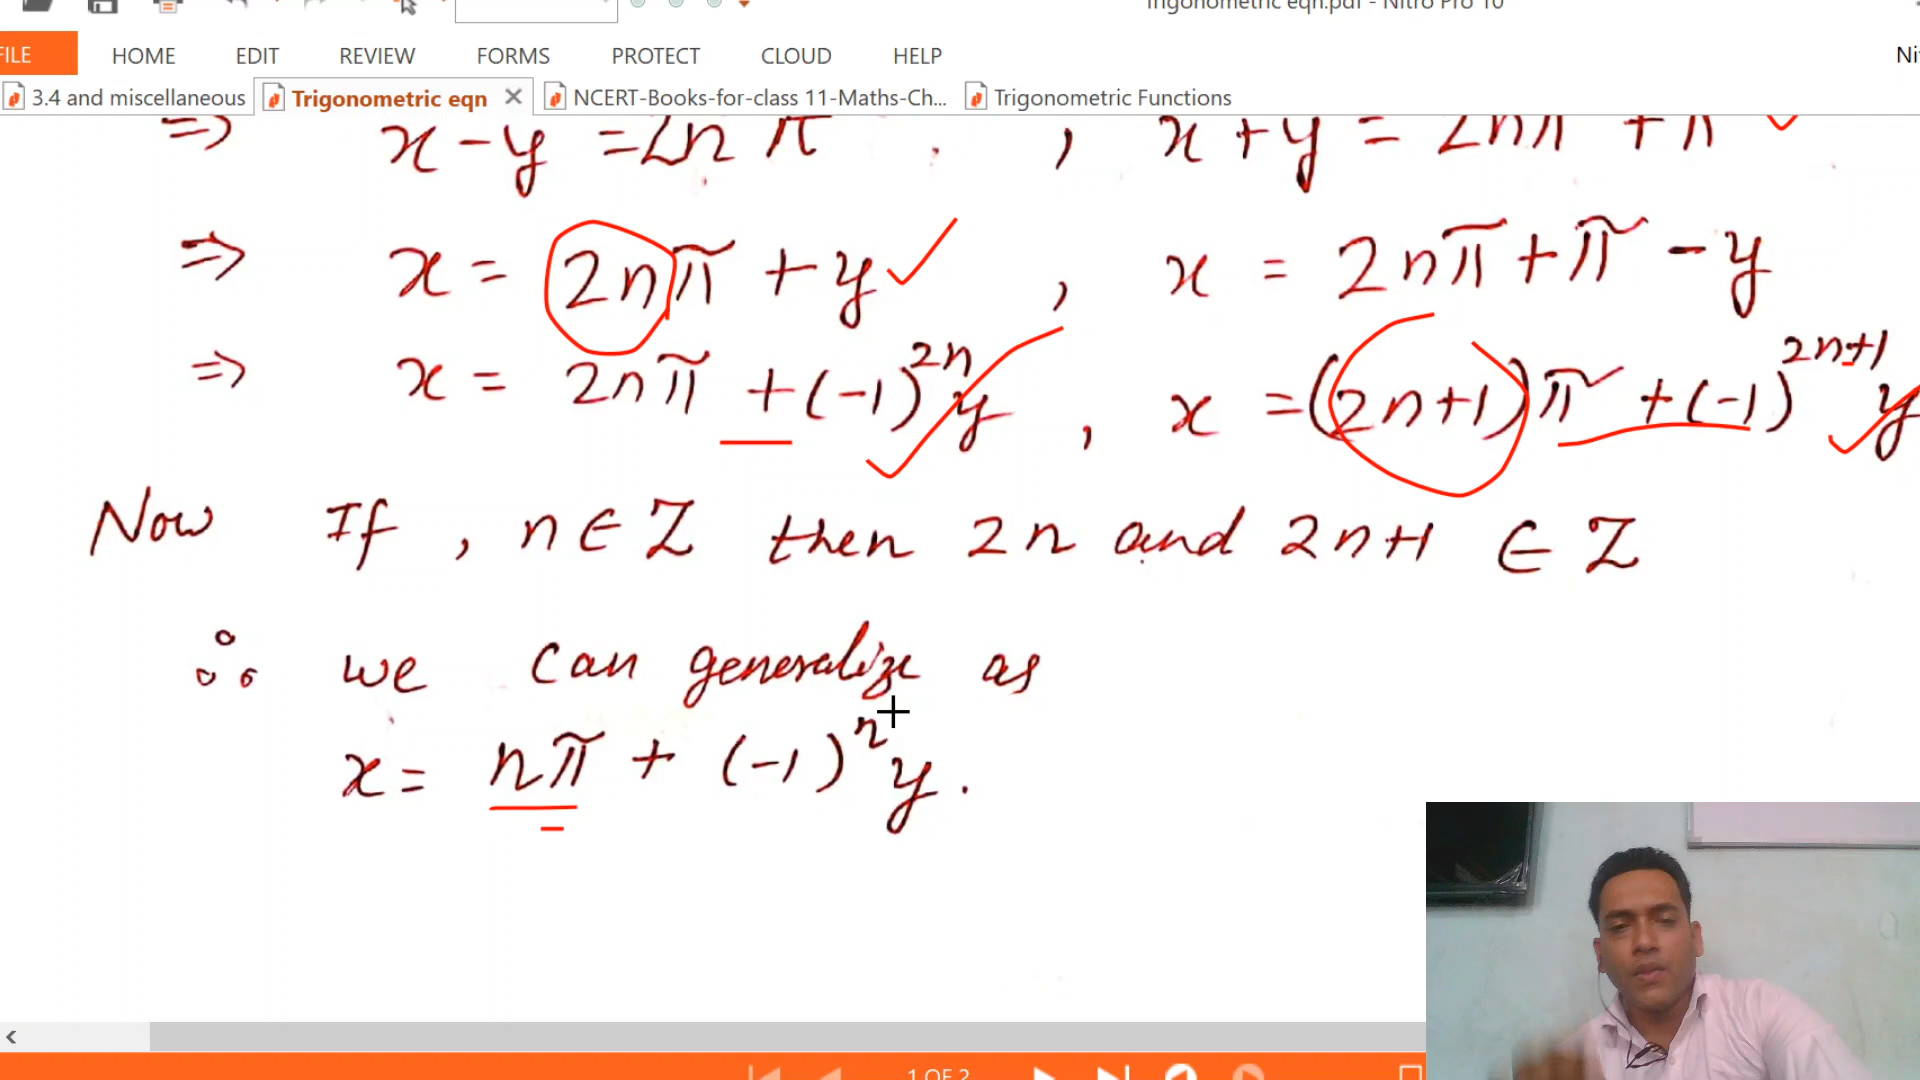 Trigonometric eqn.pdf - Nitro Pro 10
FILE HOME EDIT REVIEW FORMS PROTECT CLOUD HELP
3.4 and miscellaneous Trigonometric eqn NCERT-Books-for-class 11-Maths-Ch... Trigonometric Functions
⇒ x - y = 2nπ , x + y = 2nπ + π
⇒ x = 2nπ + y , x = 2nπ + π - y
⇒ x = 2nπ + (-1)^2n y , x = (2n+1)π + (-1)^2n+1 y
Now If , n ∈ Z then 2n and 2n+1 ∈ Z
∴ we can generalize as
x = nπ + (-1)^n y .
1 OF 2